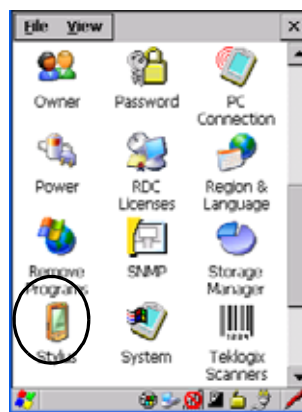 File View
Owner Password PC
Connection
Power RDC Region &
Licenses Language
Remove SNMP Storage
Programs Manager
Stylus System Teklogix
Scanners